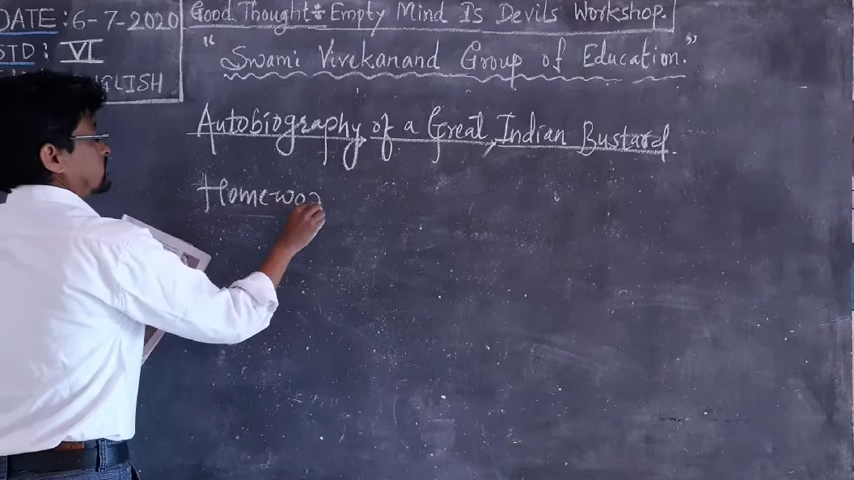 DATE: 6-7-2020
Good Thought:- Empty Mind Is Devils Workshop.
STD: VI
"Swami Vivekanand Group of Education."
ENGLISH
Autobiography of a Great Indian Bustard.
Homewor